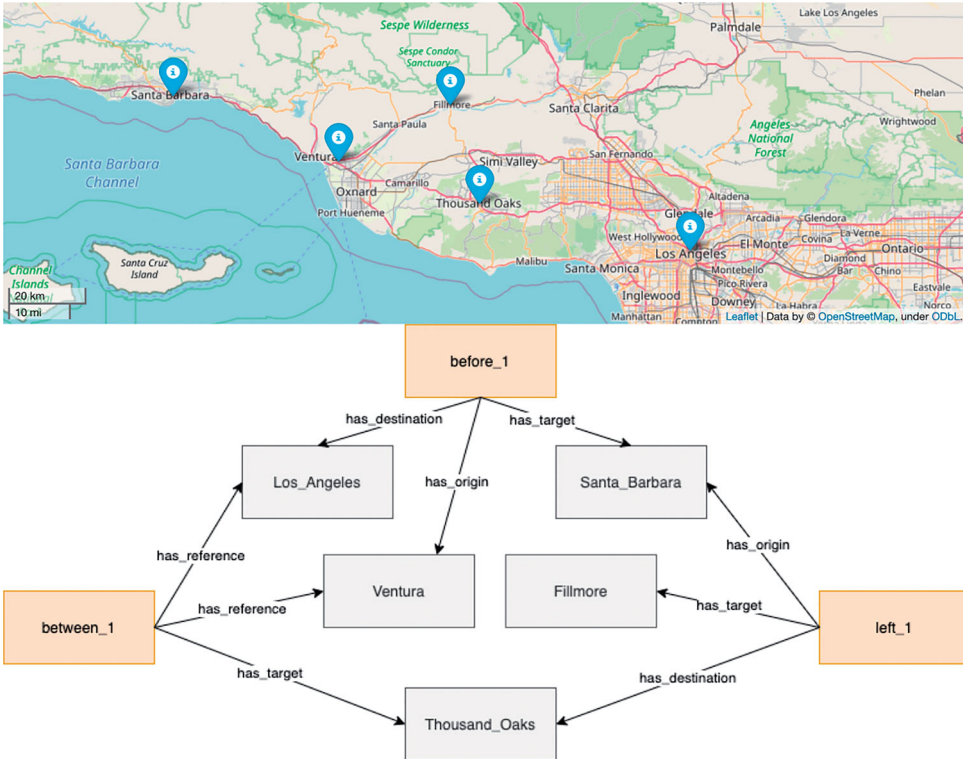 Lake Los Angeles
Sespe Wilderness
Palmdale
Sespe Condor
Sanctuary
Santa Barbara
Fillmore
Santa Clarita
Phelan
Santa Paula
Angeles
National
Forest
Wrightwood
Ventura
Santa Barbara
Channel
Simi Valley
San Fernando
Oxnard
Camarillo
Thousand Oaks
Port Hueneme
Altadena
Glendale
Arcadia
Glendora
West Hollywood
El Monte
Covina
La Verne
Ontario
Santa Cruz
Island
Malibu
Los Angeles
Diamond
Bar
Chino
Channel
Islands
Santa Monica
Montebello
Pico Rivera
Eastvale
20 km
Inglewood
Downey
La Habra
Norco
10 mi
Manhattan
Compton
Leaflet | Data by © OpenStreetMap, under ODbL.
before_1
has_destination
has_target
Los_Angeles
has_origin
Santa_Barbara
has_origin
has_reference
Ventura
Fillmore
has_reference
has_target
between_1
left_1
has_target
has_destination
Thousand_Oaks